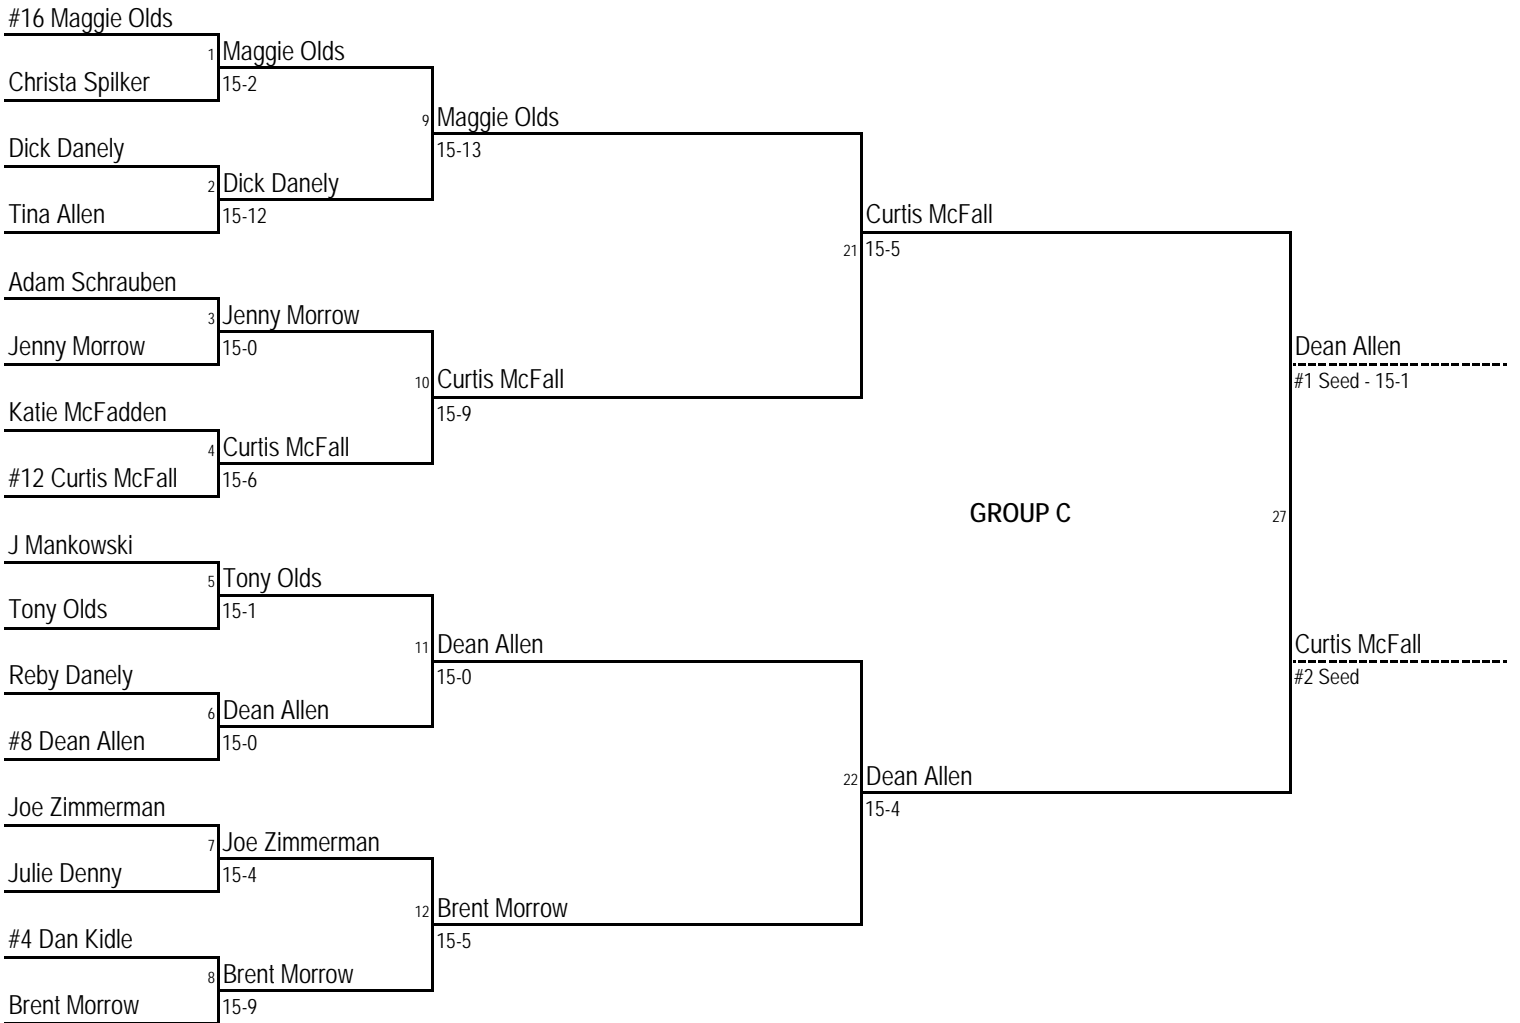 #16 Maggie Olds
1 Maggie Olds
Christa Spilker
15-2
9 Maggie Olds
15-13
Dick Danely
2 Dick Danely
Tina Allen
15-12
Curtis McFall
21 15-5
Adam Schrauben
3 Jenny Morrow
Jenny Morrow
15-0
10 Curtis McFall
15-9
Katie McFadden
4 Curtis McFall
#12 Curtis McFall
15-6
Dean Allen
#1 Seed - 15-1
GROUP C
27
J Mankowski
5 Tony Olds
Tony Olds
15-1
11 Dean Allen
15-0
Reby Danely
6 Dean Allen
#8 Dean Allen
15-0
Curtis McFall
#2 Seed
22 Dean Allen
15-4
Joe Zimmerman
7 Joe Zimmerman
Julie Denny
15-4
12 Brent Morrow
15-5
#4 Dan Kidle
8 Brent Morrow
Brent Morrow
15-9